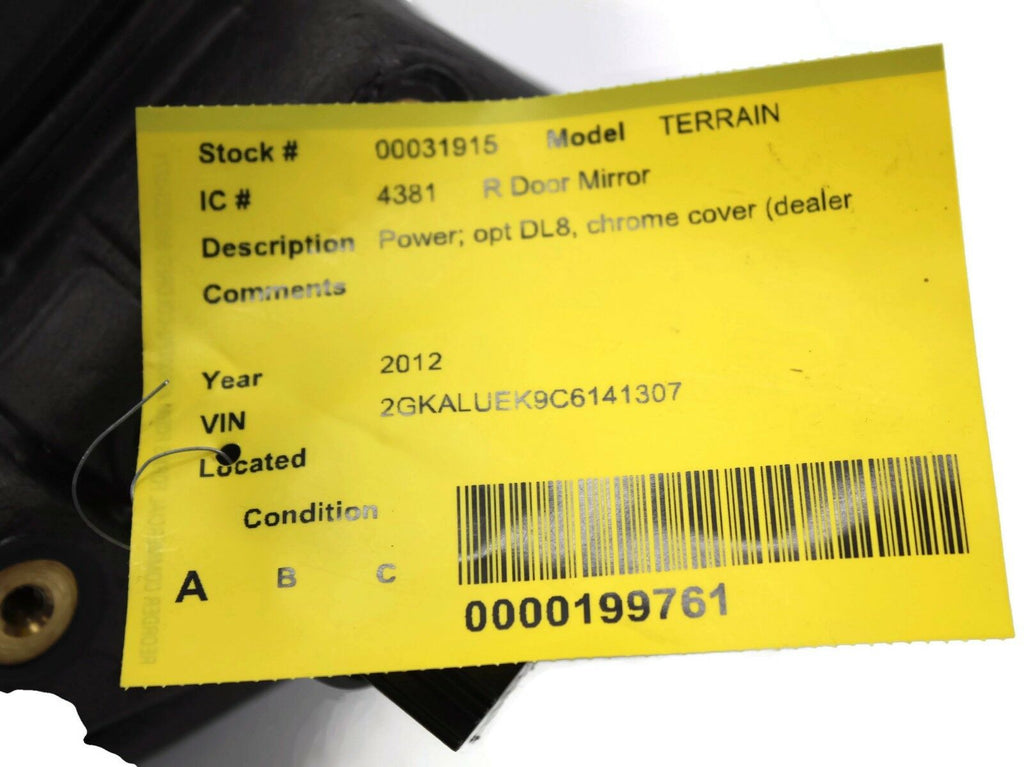 Stock # 00031915 Model TERRAIN
IC # 4381 R Door Mirror
Description Power; opt DL8, chrome cover (dealer
Comments
Year 2012
VIN 2GKALUEK9C6141307
Located
Condition
A B C
0000199761